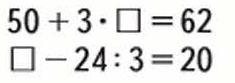 50 + 3 · □ = 62
□ − 24 : 3 = 20